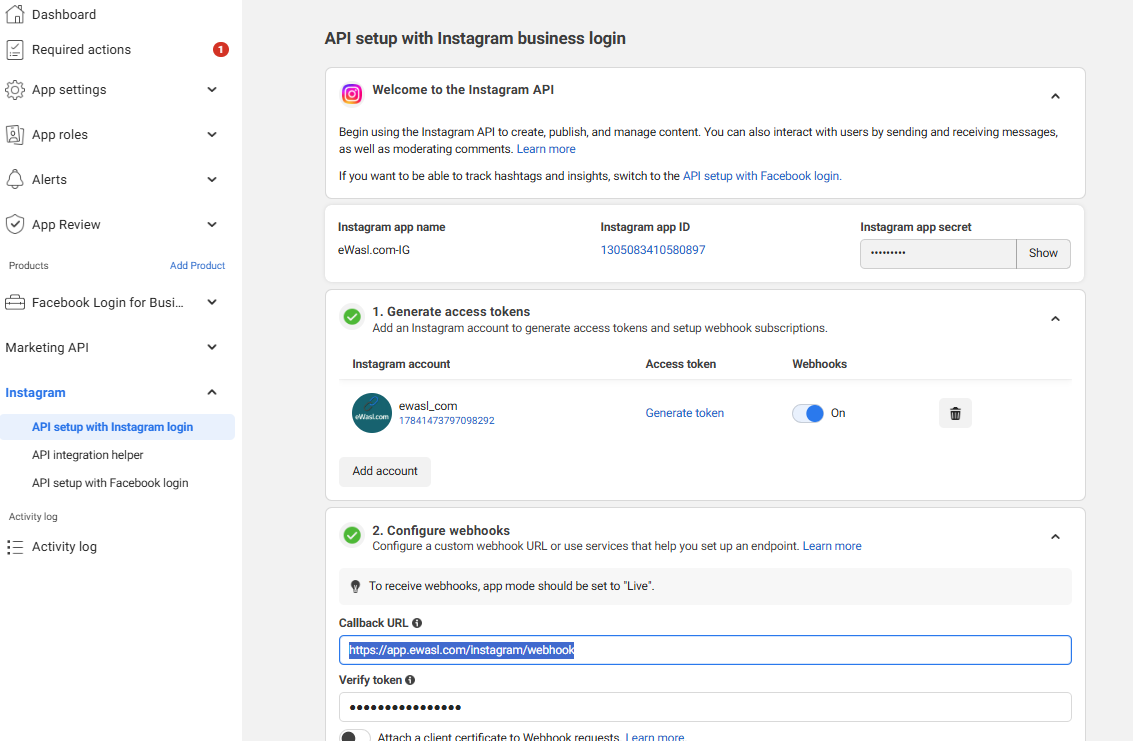 Dashboard
Required actions
1
App settings
App roles
Alerts
App Review
Products
Add Product
Facebook Login for Busi...
Marketing API
Instagram
API setup with Instagram login
API integration helper
API setup with Facebook login
Activity log
Activity log
API setup with Instagram business login
Welcome to the Instagram API
Begin using the Instagram API to create, publish, and manage content. You can also interact with users by sending and receiving messages,
as well as moderating comments. Learn more
If you want to be able to track hashtags and insights, switch to the API setup with Facebook login.
Instagram app name
Instagram app ID
Instagram app secret
eWasl.com-IG
1305083410580897
•••••••••
Show
1. Generate access tokens
Add an Instagram account to generate access tokens and setup webhook subscriptions.
Instagram account
Access token
Webhooks
eWasl.com
ewasl_com
17841473797098292
Generate token
On
Add account
2. Configure webhooks
Configure a custom webhook URL or use services that help you set up an endpoint. Learn more
To receive webhooks, app mode should be set to "Live".
Callback URL
https://app.ewasl.com/instagram/webhook
Verify token
••••••••••••••••
Attach a client certificate to Webhook requests. Learn more